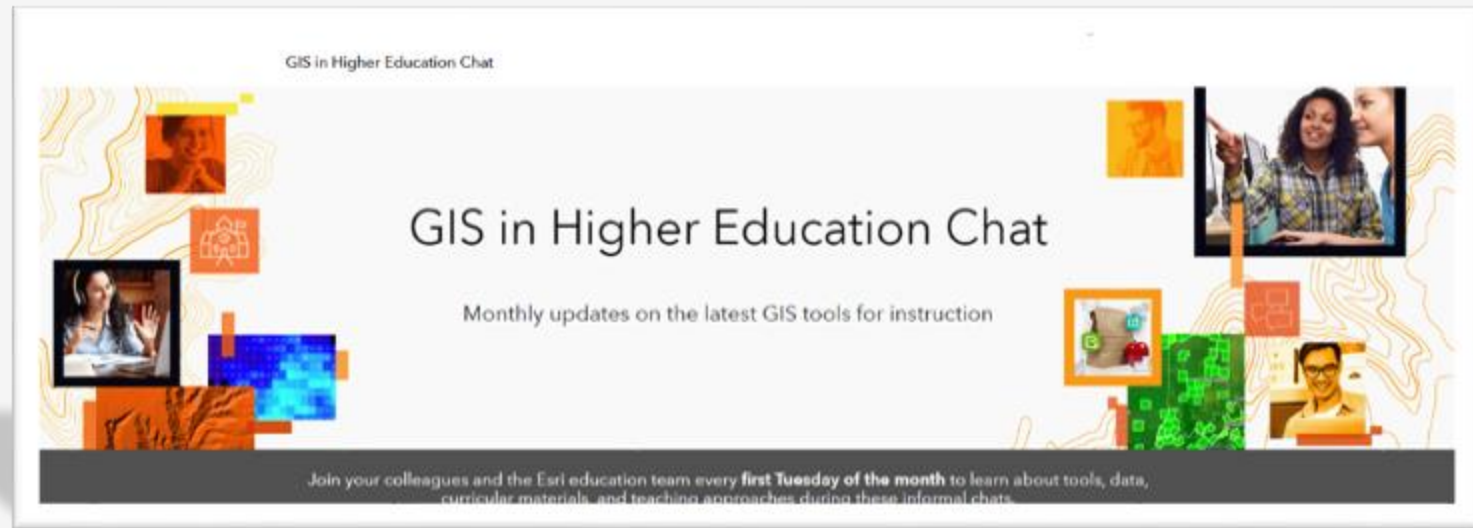 GIS in Higher Education Chat
GIS in Higher Education Chat
Monthly updates on the latest GIS tools for instruction
Join your colleagues and the Esri education team every first Tuesday of the month to learn about tools, data,
curricular materials, and teaching approaches during these informal chats.